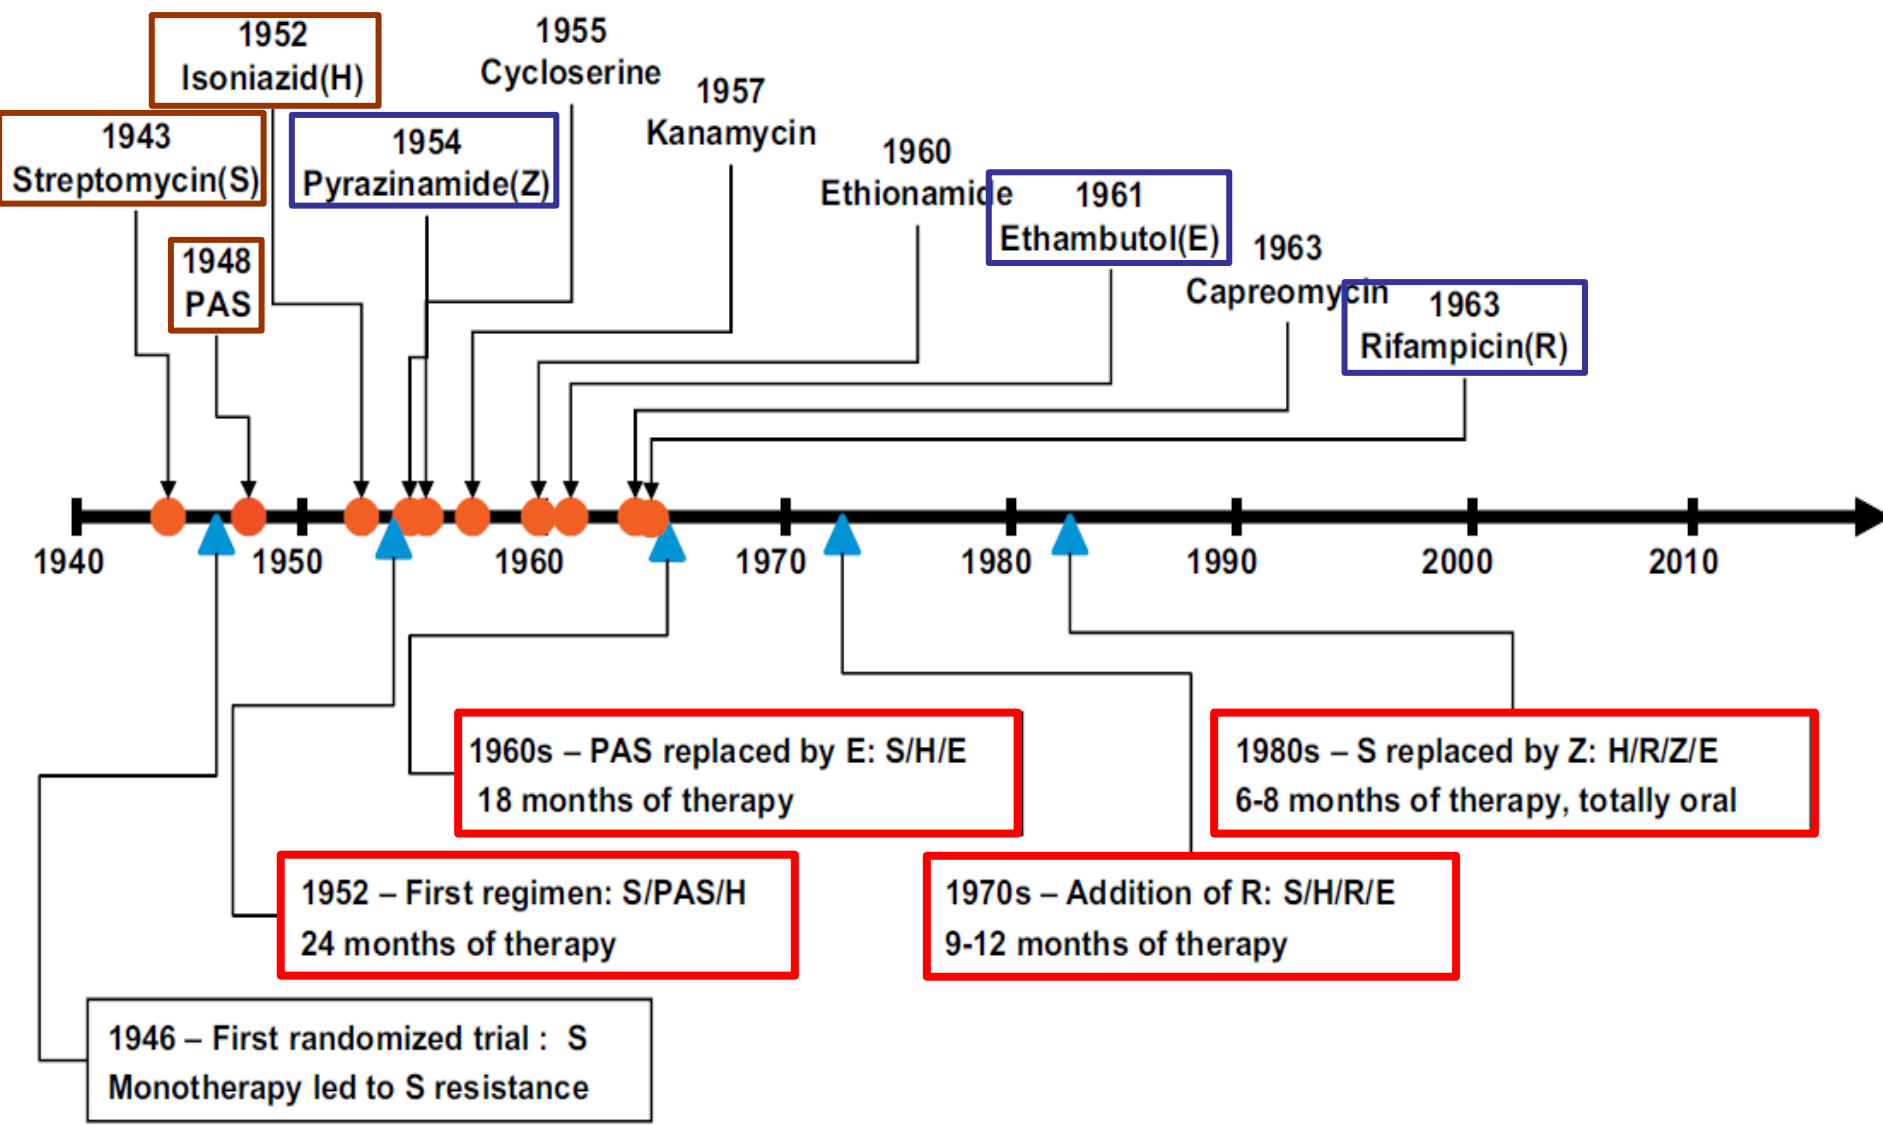 1952
Isoniazid(H)
1955
Cycloserine
1957
Kanamycin
1943
Streptomycin(S)
1954
Pyrazinamide(Z)
1960
Ethionamide
1961
Ethambutol(E)
1948
PAS
1963
Capreomycin
1963
Rifampicin(R)
1940
1950
1960
1970
1980
1990
2000
2010
1960s – PAS replaced by E: S/H/E
18 months of therapy
1980s – S replaced by Z: H/R/Z/E
6-8 months of therapy, totally oral
1952 – First regimen: S/PAS/H
24 months of therapy
1970s – Addition of R: S/H/R/E
9-12 months of therapy
1946 – First randomized trial : S
Monotherapy led to S resistance